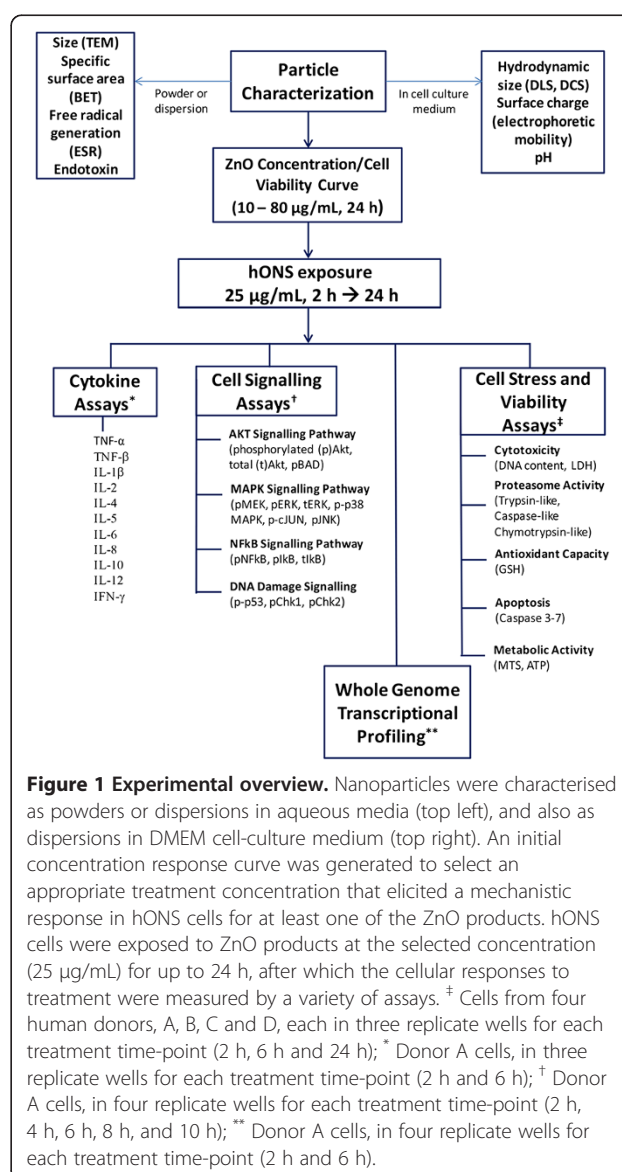 Size (TEM)
Specific
surface area
(BET)
Free radical
generation
(ESR)
Endotoxin
Powder or
dispersion
Particle
Characterization
In cell culture
medium
Hydrodynamic
size (DLS, DCS)
Surface charge
(electrophoretic
mobility)
pH
ZnO Concentration/Cell
Viability Curve
(10 – 80 µg/mL, 24 h)
hONS exposure
25 µg/mL, 2 h → 24 h
Cytokine
Assays*
TNF-α
TNF-β
IL-1β
IL-2
IL-4
IL-5
IL-6
IL-8
IL-10
IL-12
IFN-γ
Cell Signalling
Assays†
AKT Signalling Pathway
(phosphorylated (p)Akt,
total (t)Akt, pBAD)
MAPK Signalling Pathway
(pMEK, pERK, tERK, p-p38
MAPK, p-cJUN, pJNK)
NFkB Signalling Pathway
(pNFkB, pIkB, tIkB)
DNA Damage Signalling
(p-p53, pChk1, pChk2)
Whole Genome
Transcriptional
Profiling**
Cell Stress and
Viability
Assays‡
Cytotoxicity
(DNA content, LDH)
Proteasome Activity
(Trypsin-like,
Caspase-like
Chymotrypsin-like)
Antioxidant Capacity
(GSH)
Apoptosis
(Caspase 3-7)
Metabolic Activity
(MTS, ATP)
Figure 1 Experimental overview. Nanoparticles were characterised
as powders or dispersions in aqueous media (top left), and also as
dispersions in DMEM cell-culture medium (top right). An initial
concentration response curve was generated to select an
appropriate treatment concentration that elicited a mechanistic
response in hONS cells for at least one of the ZnO products. hONS
cells were exposed to ZnO products at the selected concentration
(25 µg/mL) for up to 24 h, after which the cellular responses to
treatment were measured by a variety of assays. ‡ Cells from four
human donors, A, B, C and D, each in three replicate wells for each
treatment time-point (2 h, 6 h and 24 h); * Donor A cells, in three
replicate wells for each treatment time-point (2 h and 6 h); † Donor
A cells, in four replicate wells for each treatment time-point (2 h,
4 h, 6 h, 8 h, and 10 h); ** Donor A cells, in four replicate wells for
each treatment time-point (2 h and 6 h).